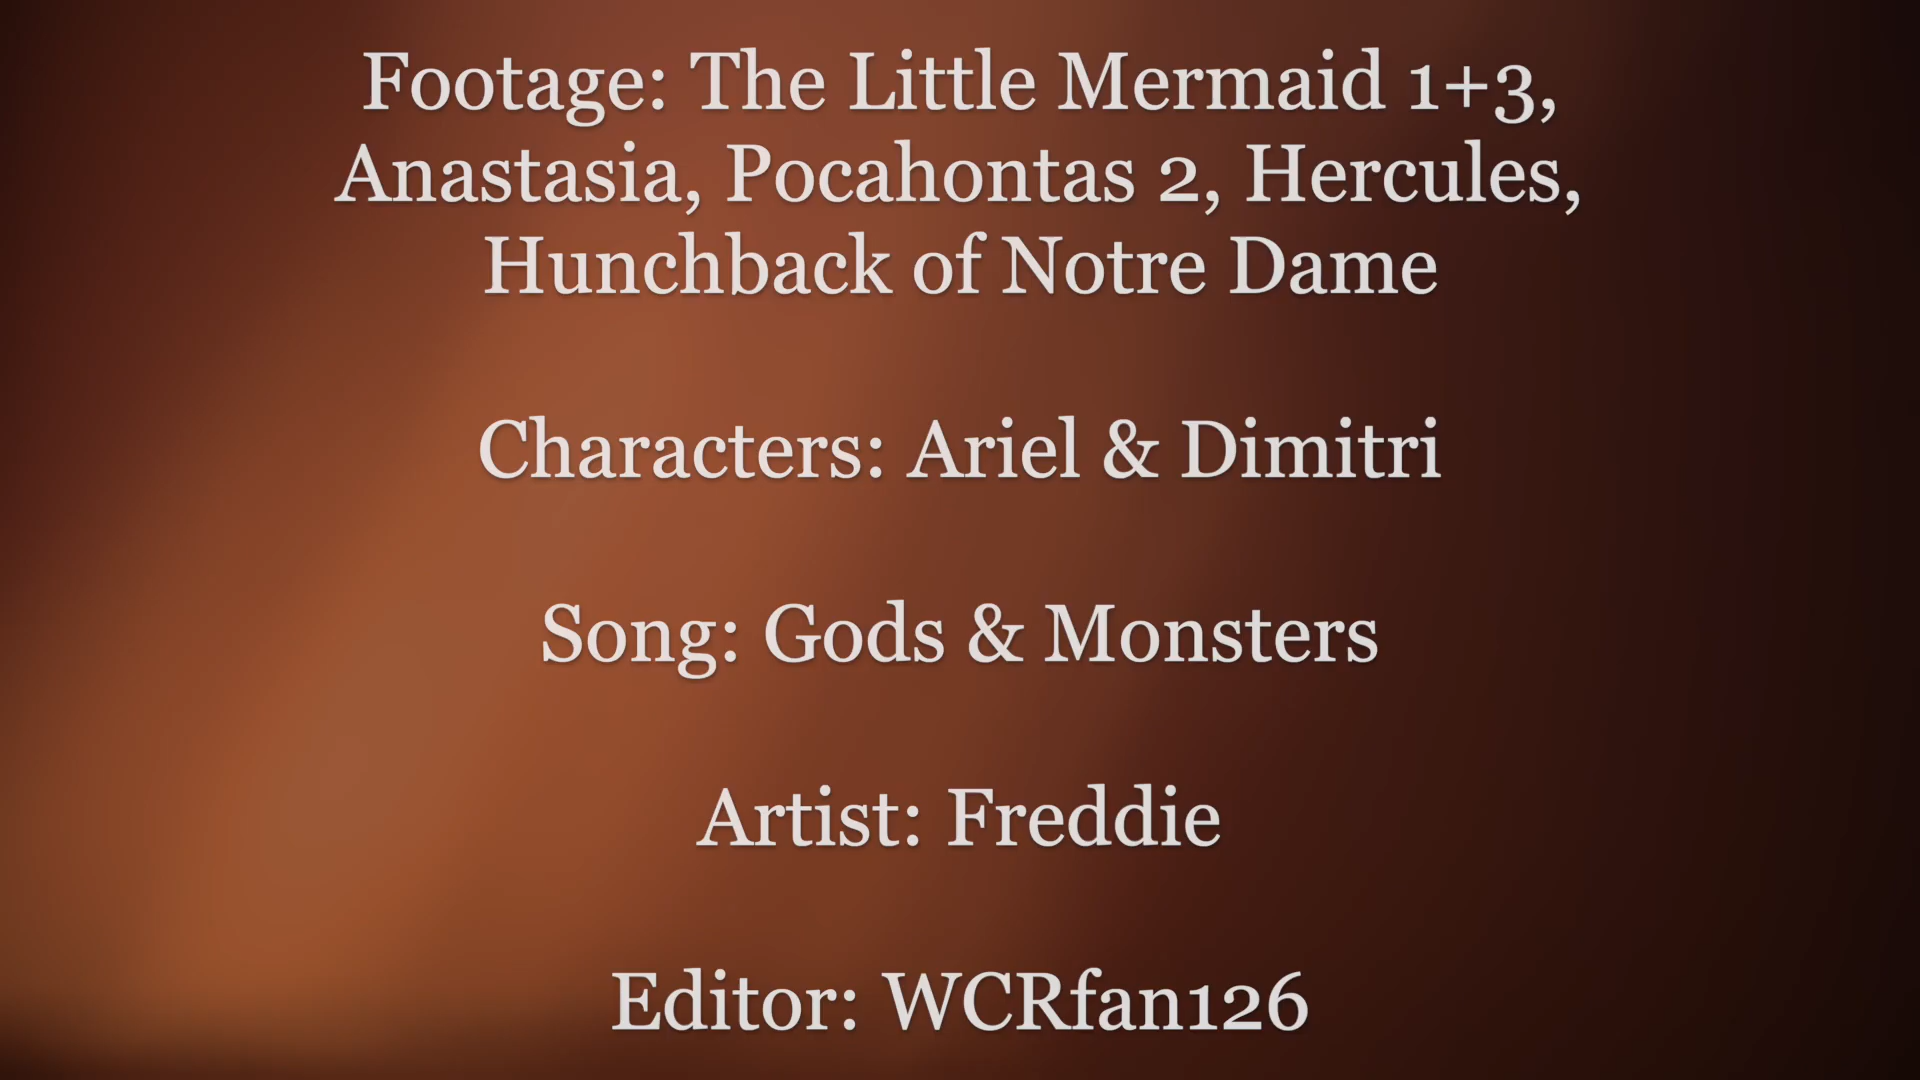 Footage: The Little Mermaid 1+3,
Anastasia, Pocahontas 2, Hercules,
Hunchback of Notre Dame
Characters: Ariel & Dimitri
Song: Gods & Monsters
Artist: Freddie
Editor: WCRfan126